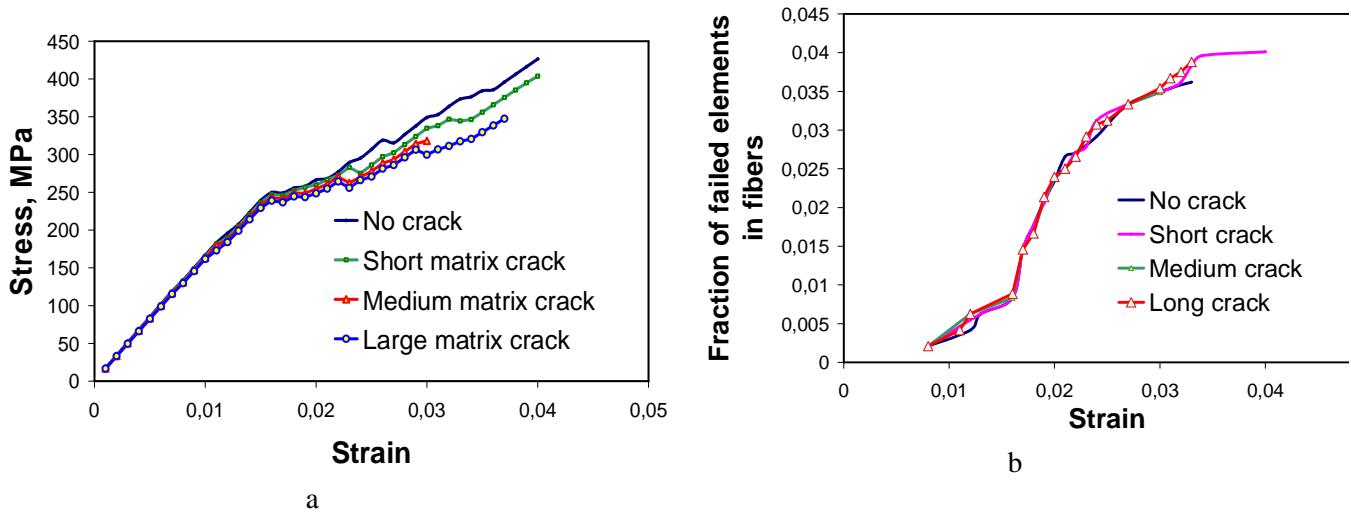 Stress, MPa
450
400
350
300
250
200
150
100
50
0
No crack
Short matrix crack
Medium matrix crack
Large matrix crack
0
0,01
0,02
0,03
0,04
0,05
Strain
a
Fraction of failed elements
in fibers
0,045
0,04
0,035
0,03
0,025
0,02
0,015
0,01
0,005
0
No crack
Short crack
Medium crack
Long crack
0
0,01
0,02
0,03
0,04
Strain
b